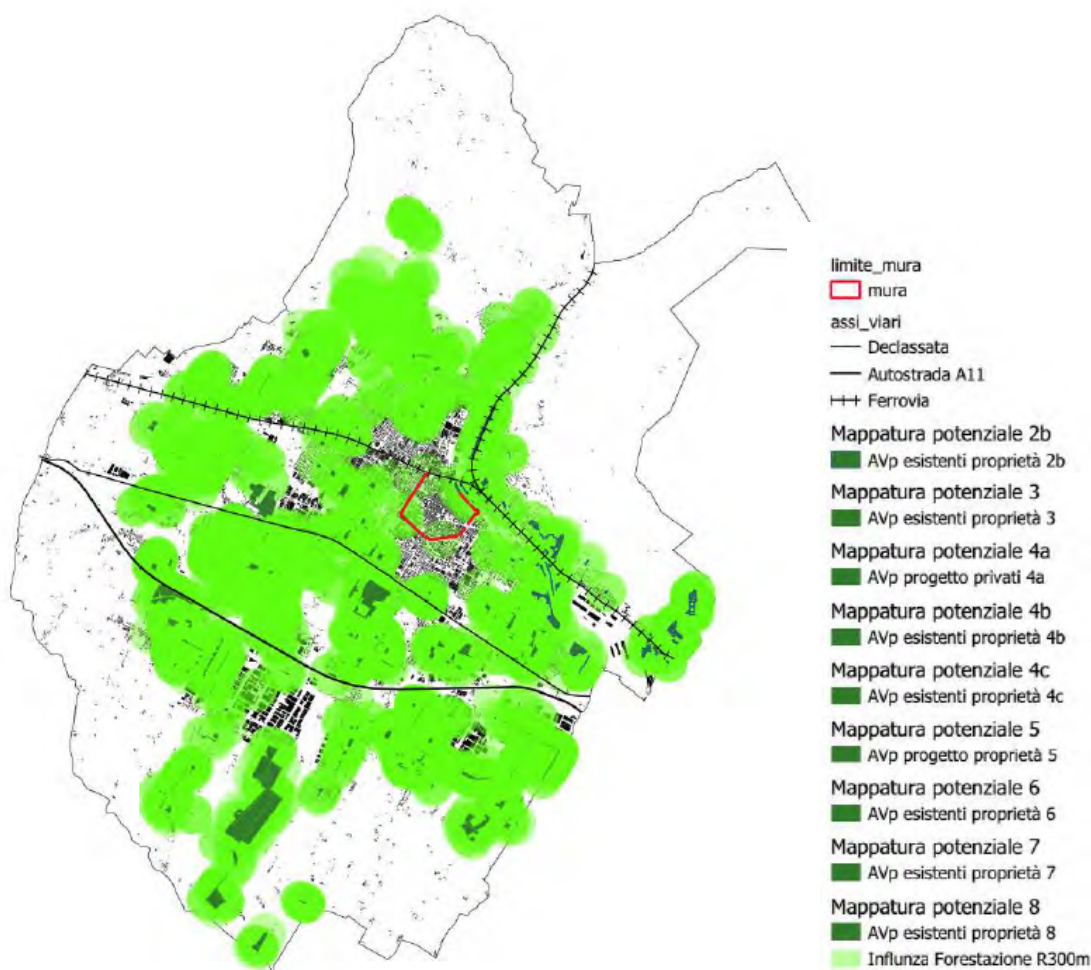 limite_mura
mura
assi_viari
Declassata
Autostrada A11
Ferrovia
Mappatura potenziale 2b
AVp esistenti proprietà 2b
Mappatura potenziale 3
AVp esistenti proprietà 3
Mappatura potenziale 4a
AVp progetto privati 4a
Mappatura potenziale 4b
AVp esistenti proprietà 4b
Mappatura potenziale 4c
AVp esistenti proprietà 4c
Mappatura potenziale 5
AVp progetto proprietà 5
Mappatura potenziale 6
AVp esistenti proprietà 6
Mappatura potenziale 7
AVp esistenti proprietà 7
Mappatura potenziale 8
AVp esistenti proprietà 8
Influnza Forestazione R300m